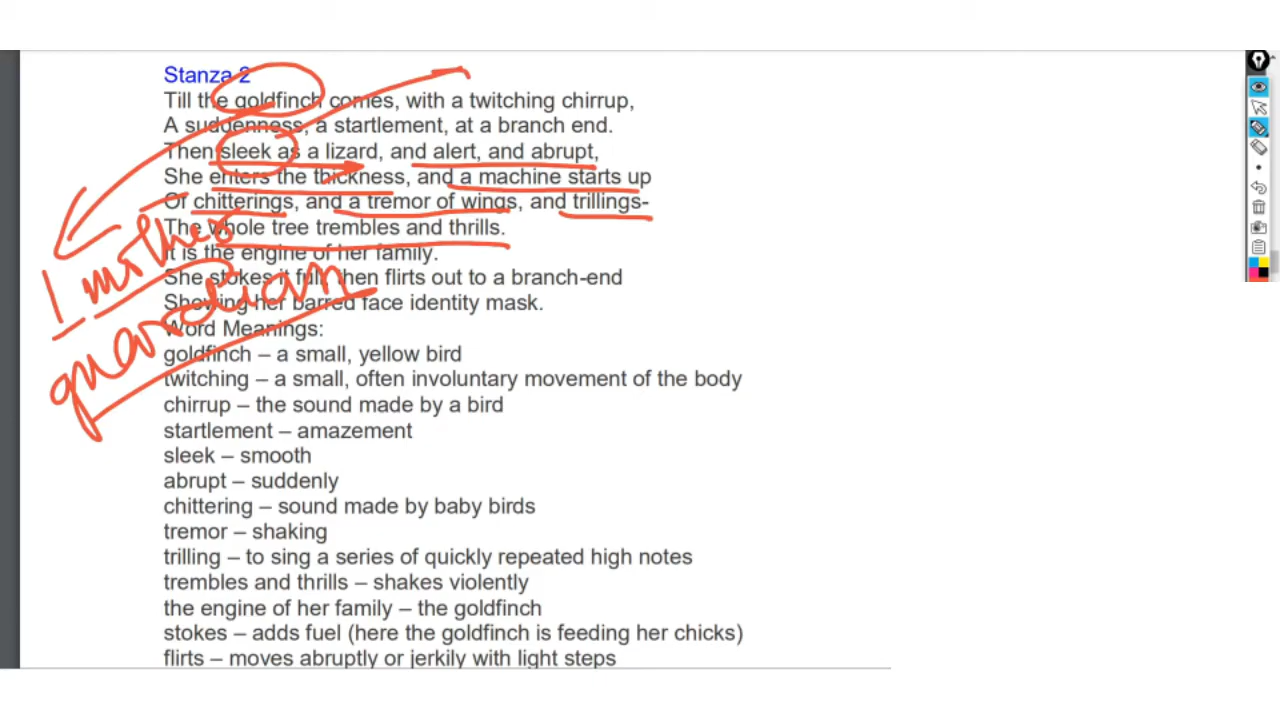 Stanza 2
Till the goldfinch comes, with a twitching chirrup,
A suddenness, a startlement, at a branch end.
Then sleek as a lizard, and alert, and abrupt,
She enters the thickness, and a machine starts up
Of chitterings, and a tremor of wings, and trillings-
The whole tree trembles and thrills.
It is the engine of her family.
She stokes it full, then flirts out to a branch-end
Showing her barred face identity mask.
Word Meanings:
goldfinch – a small, yellow bird
twitching – a small, often involuntary movement of the body
chirrup – the sound made by a bird
startlement – amazement
sleek – smooth
abrupt – suddenly
chittering – sound made by baby birds
tremor – shaking
trilling – to sing a series of quickly repeated high notes
trembles and thrills – shakes violently
the engine of her family – the goldfinch
stokes – adds fuel (here the goldfinch is feeding her chicks)
flirts – moves abruptly or jerkily with light steps
1 mother
guardian